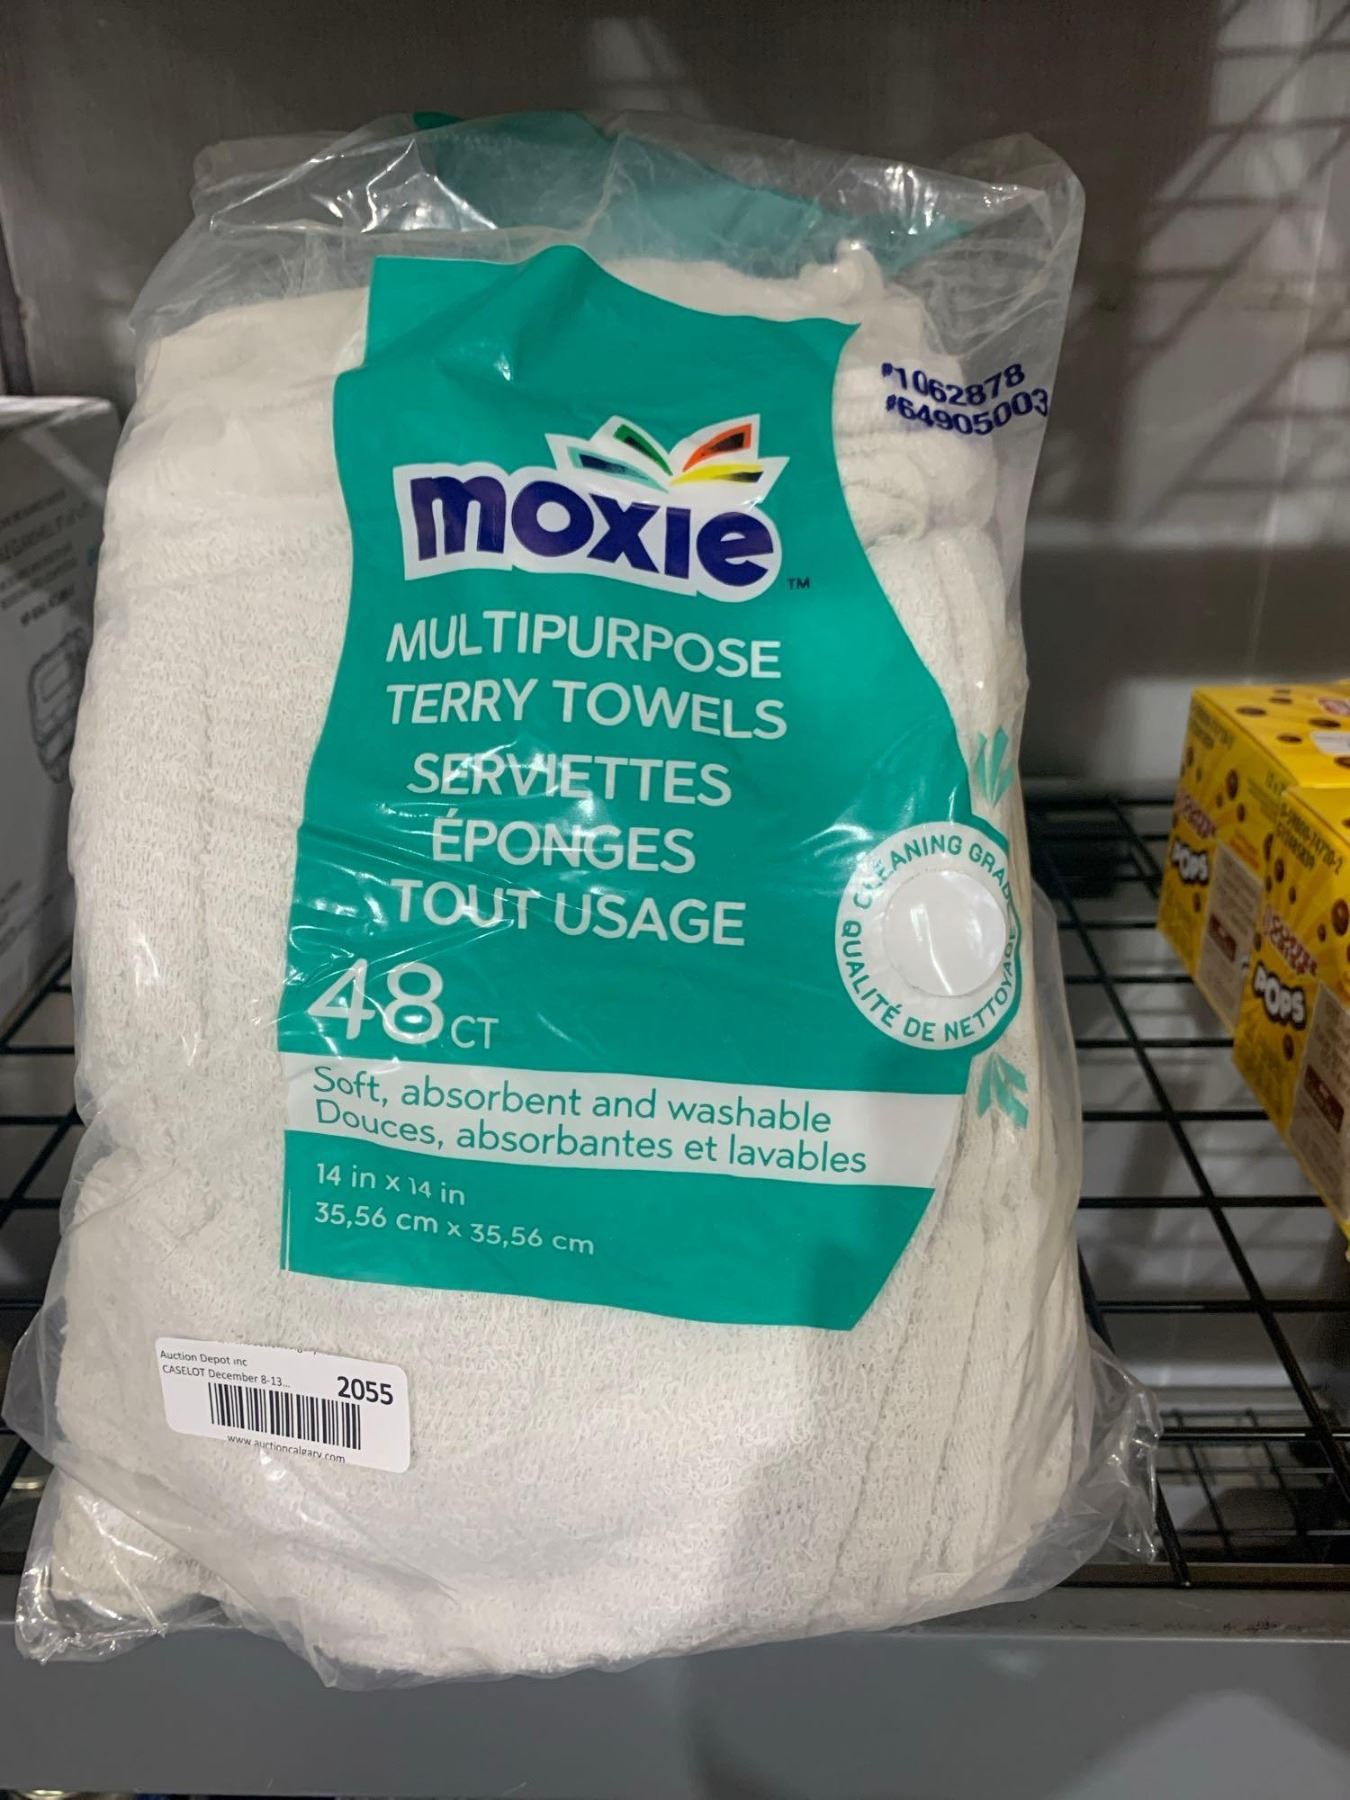 #1062878
#64905003
moxie™
MULTIPURPOSE
TERRY TOWELS
SERVIETTES
ÉPONGES
TOUT USAGE
CLEANING GRADE
QUALITÉ DE NETTOYAGE
48 CT
Soft, absorbent and washable
Douces, absorbantes et lavables
14 in x 14 in
35,56 cm x 35,56 cm
Auction Depot inc
CASELOT December 8-13...
2055
www.auctioncalgary.com
POPS
POPS